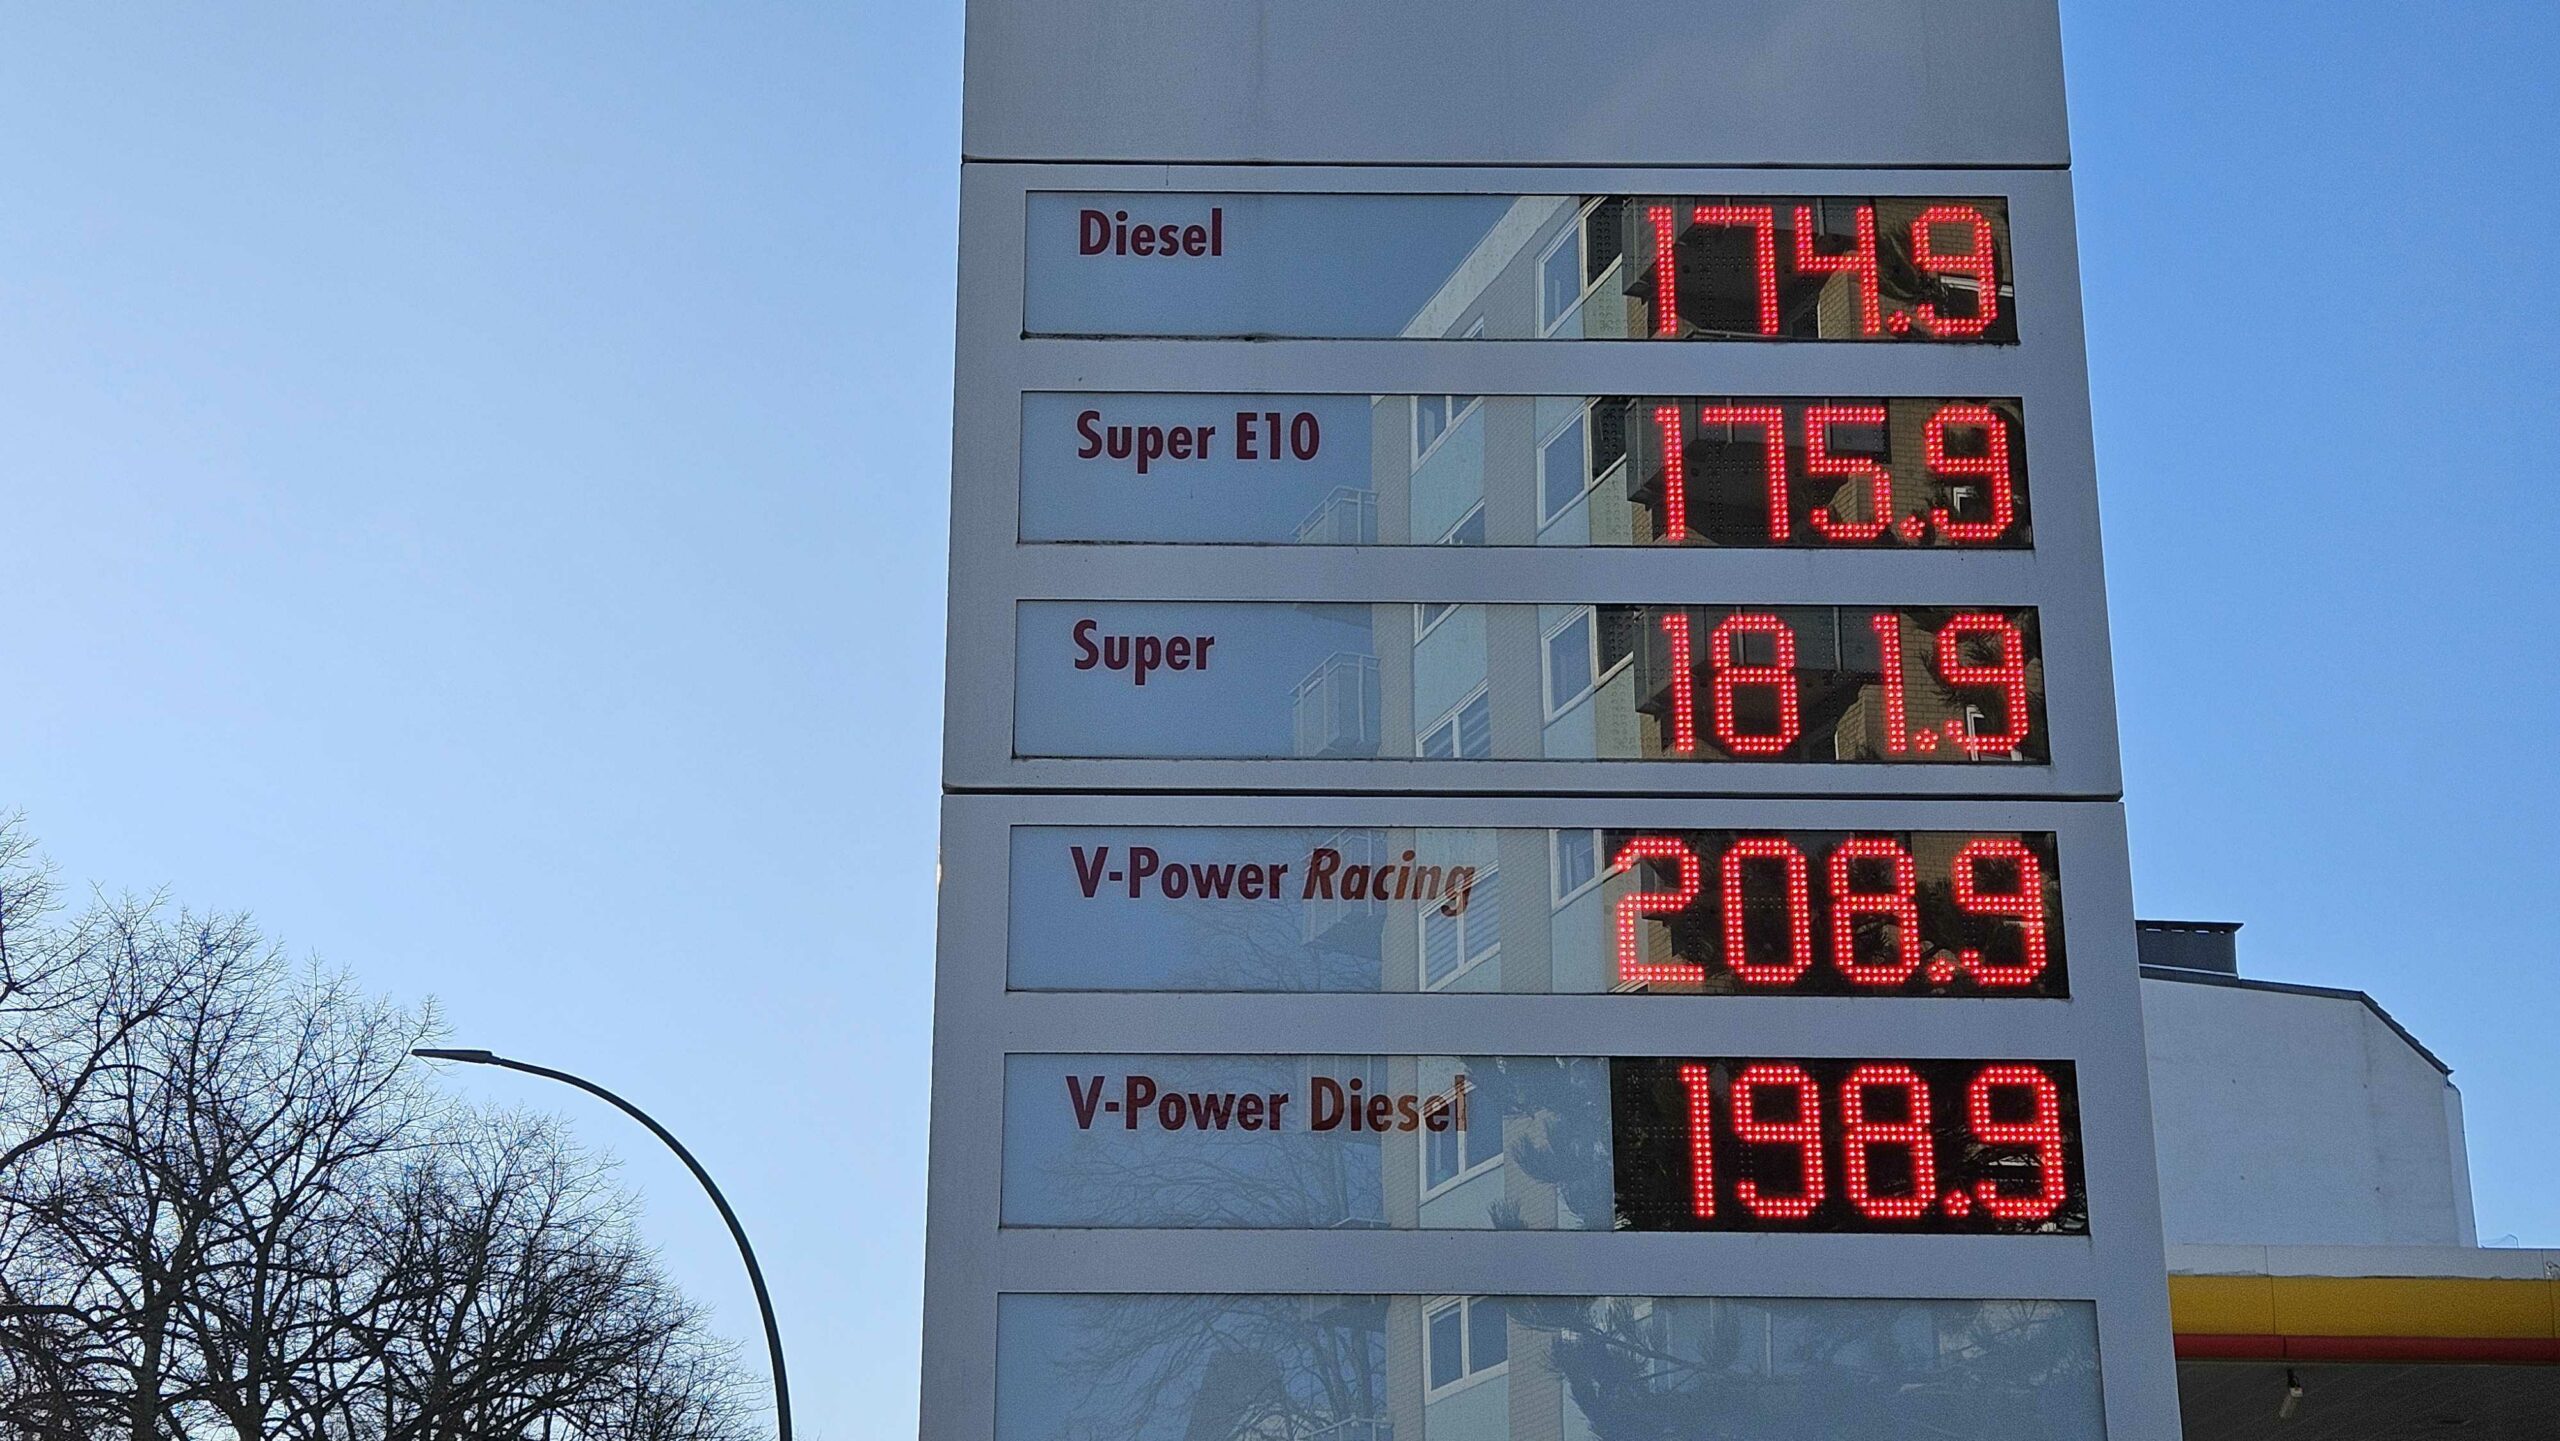 Diesel 174.9
Super E10 175.9
Super 181.9
V-Power Racing 208.9
V-Power Diesel 198.9